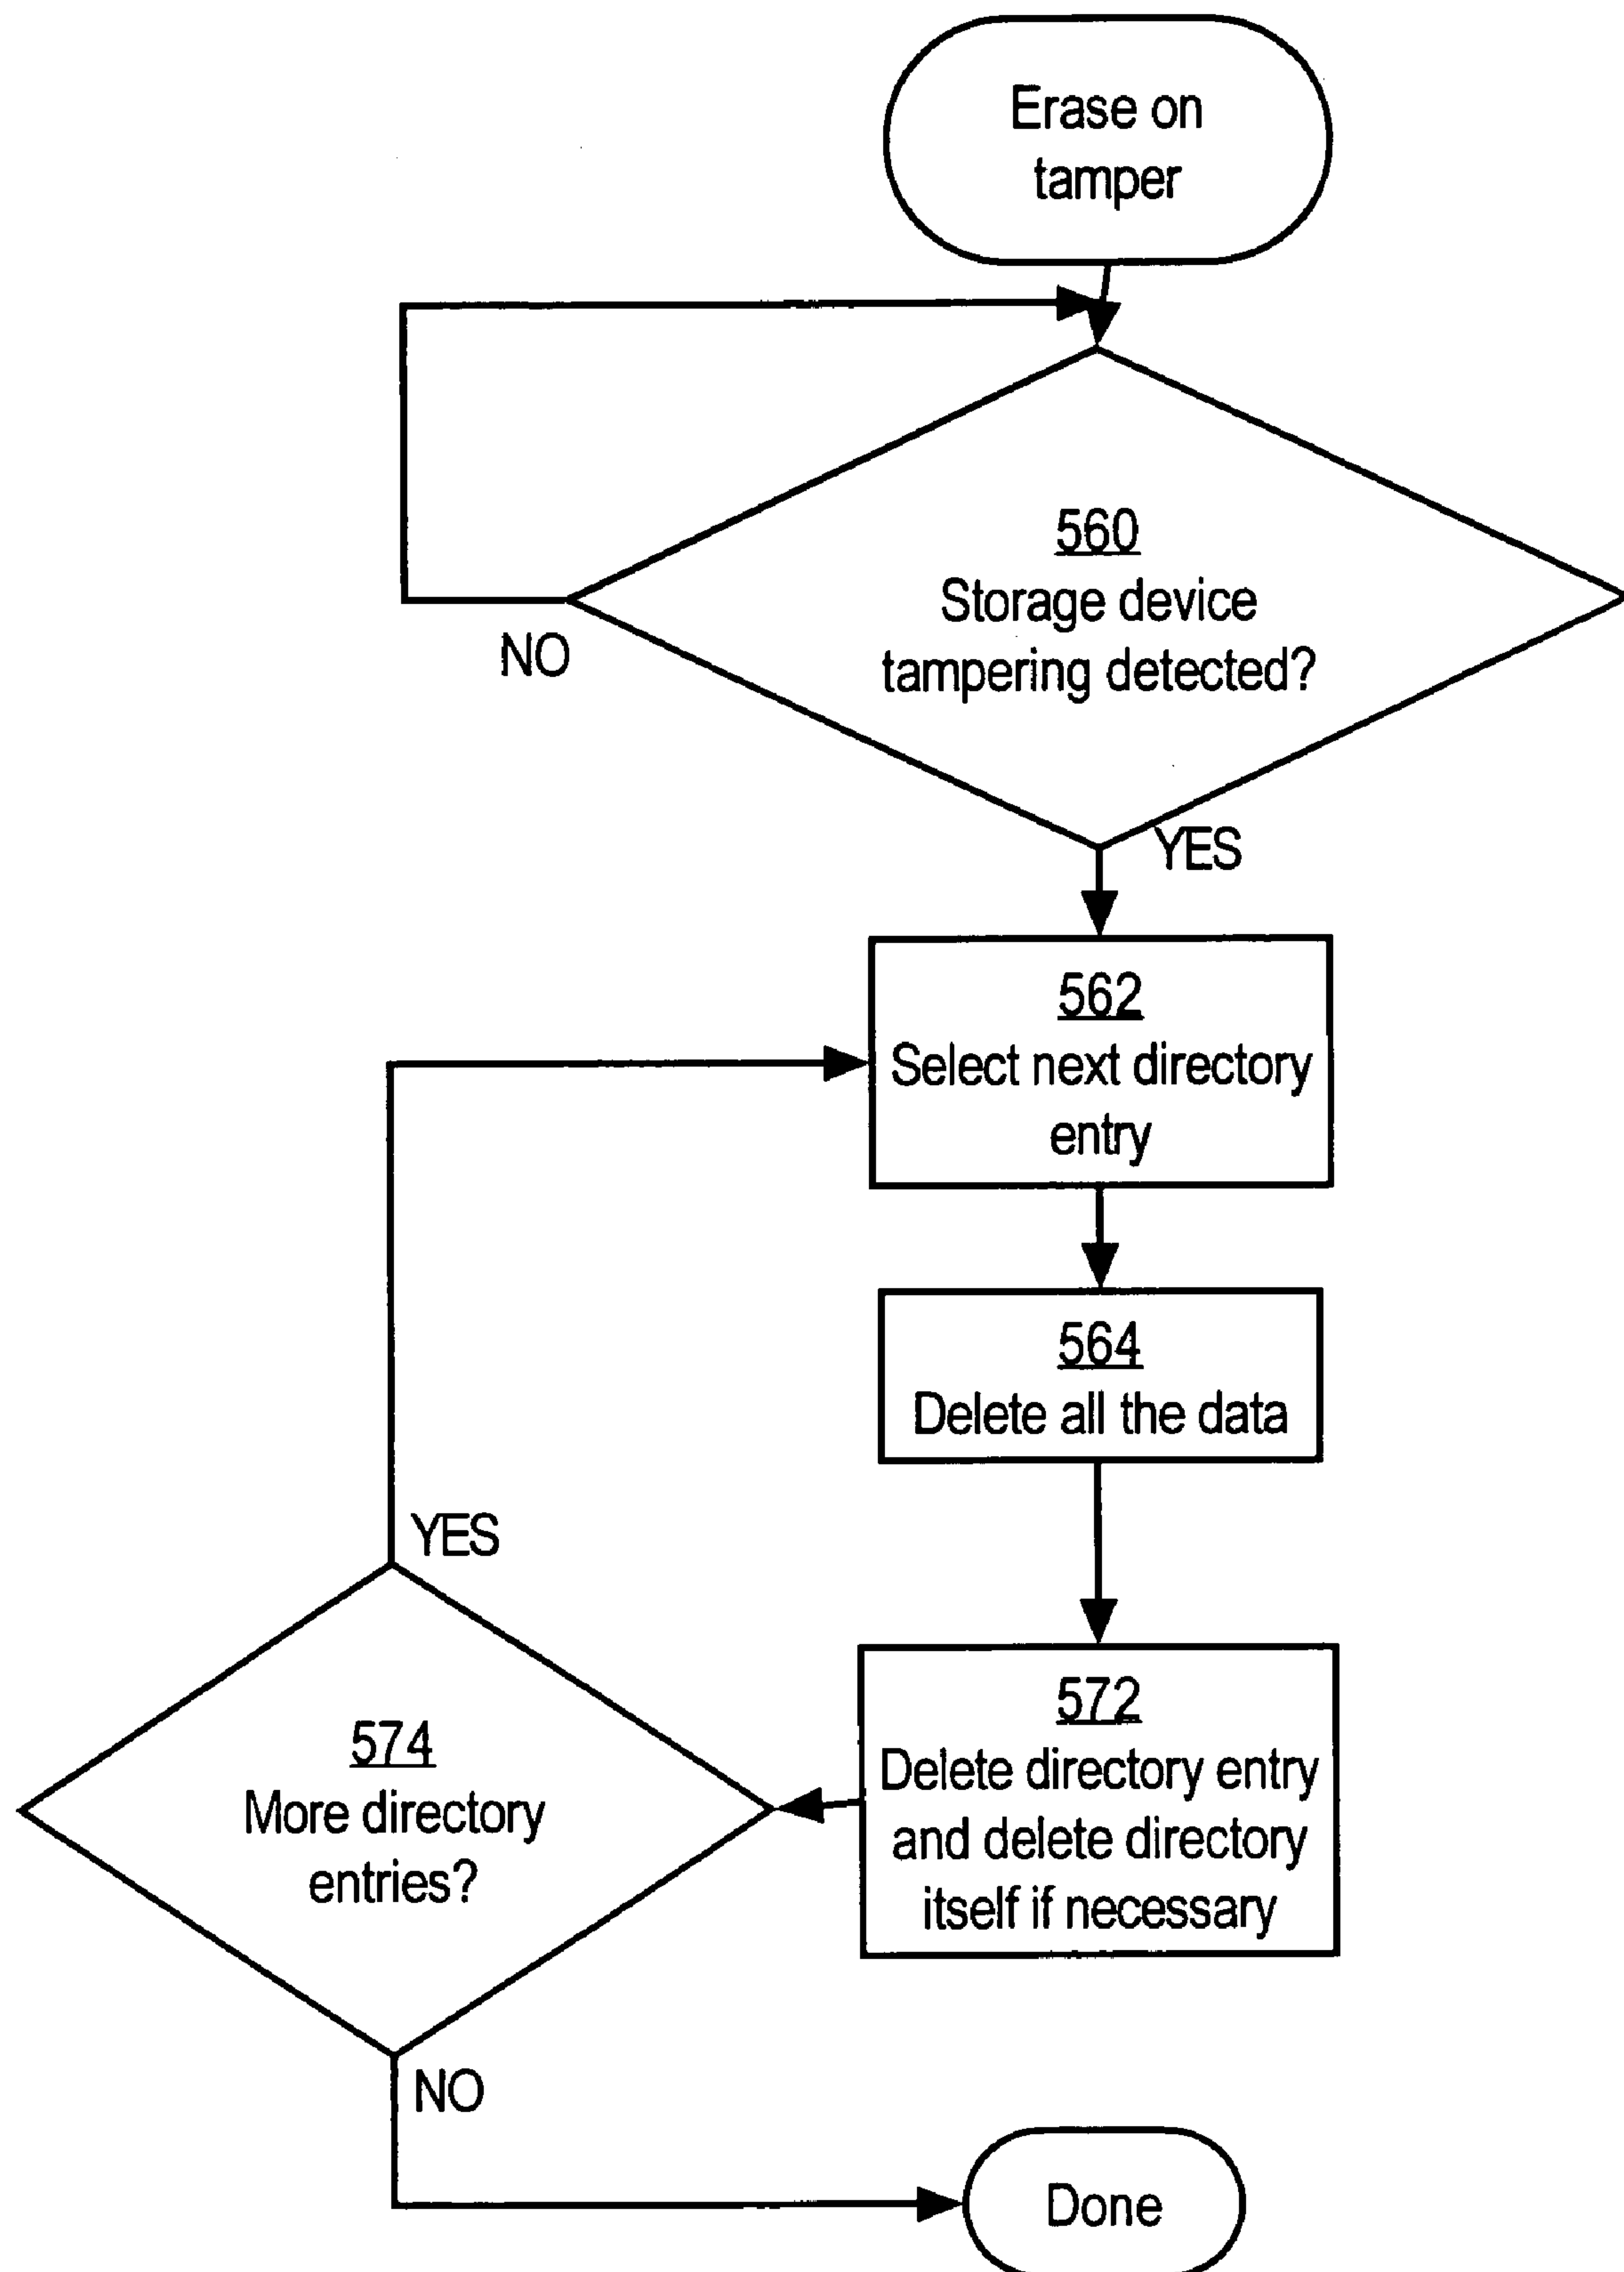 Erase on
tamper
560
Storage device
tampering detected?
NO
YES
562
Select next directory
entry
564
Delete all the data
YES
572
Delete directory entry
and delete directory
itself if necessary
574
More directory
entries?
NO
Done